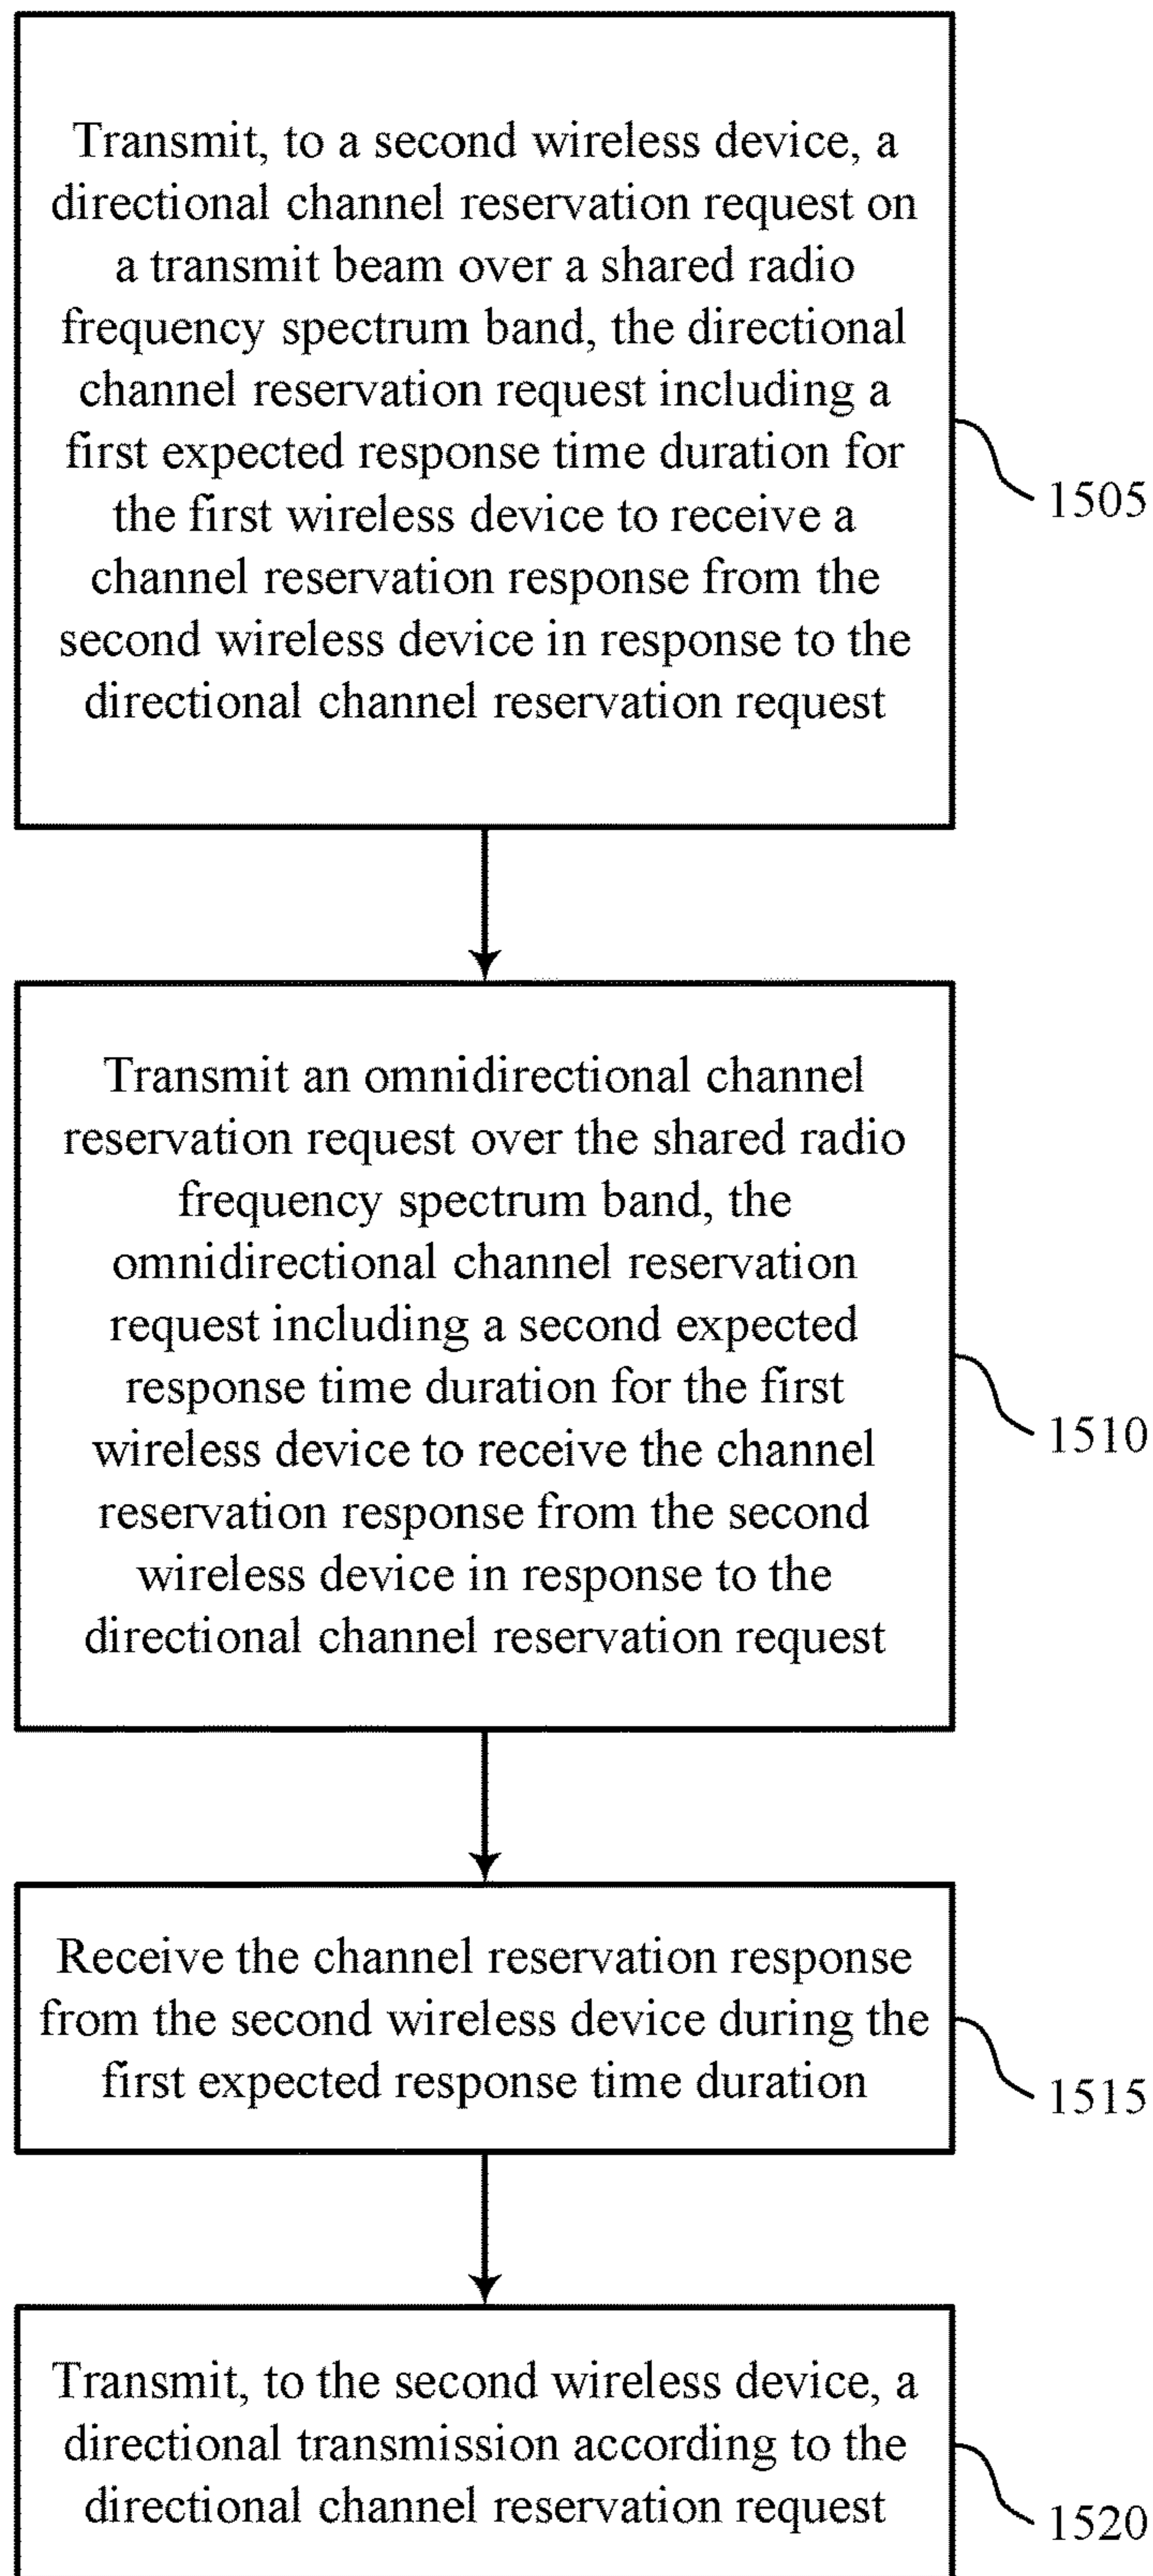 Transmit, to a second wireless device, a
directional channel reservation request on
a transmit beam over a shared radio
frequency spectrum band, the directional
channel reservation request including a
first expected response time duration for
the first wireless device to receive a
channel reservation response from the
second wireless device in response to the
directional channel reservation request
1505
Transmit an omnidirectional channel
reservation request over the shared radio
frequency spectrum band, the
omnidirectional channel reservation
request including a second expected
response time duration for the first
wireless device to receive the channel
reservation response from the second
wireless device in response to the
directional channel reservation request
1510
Receive the channel reservation response
from the second wireless device during the
first expected response time duration
1515
Transmit, to the second wireless device, a
directional transmission according to the
directional channel reservation request
1520